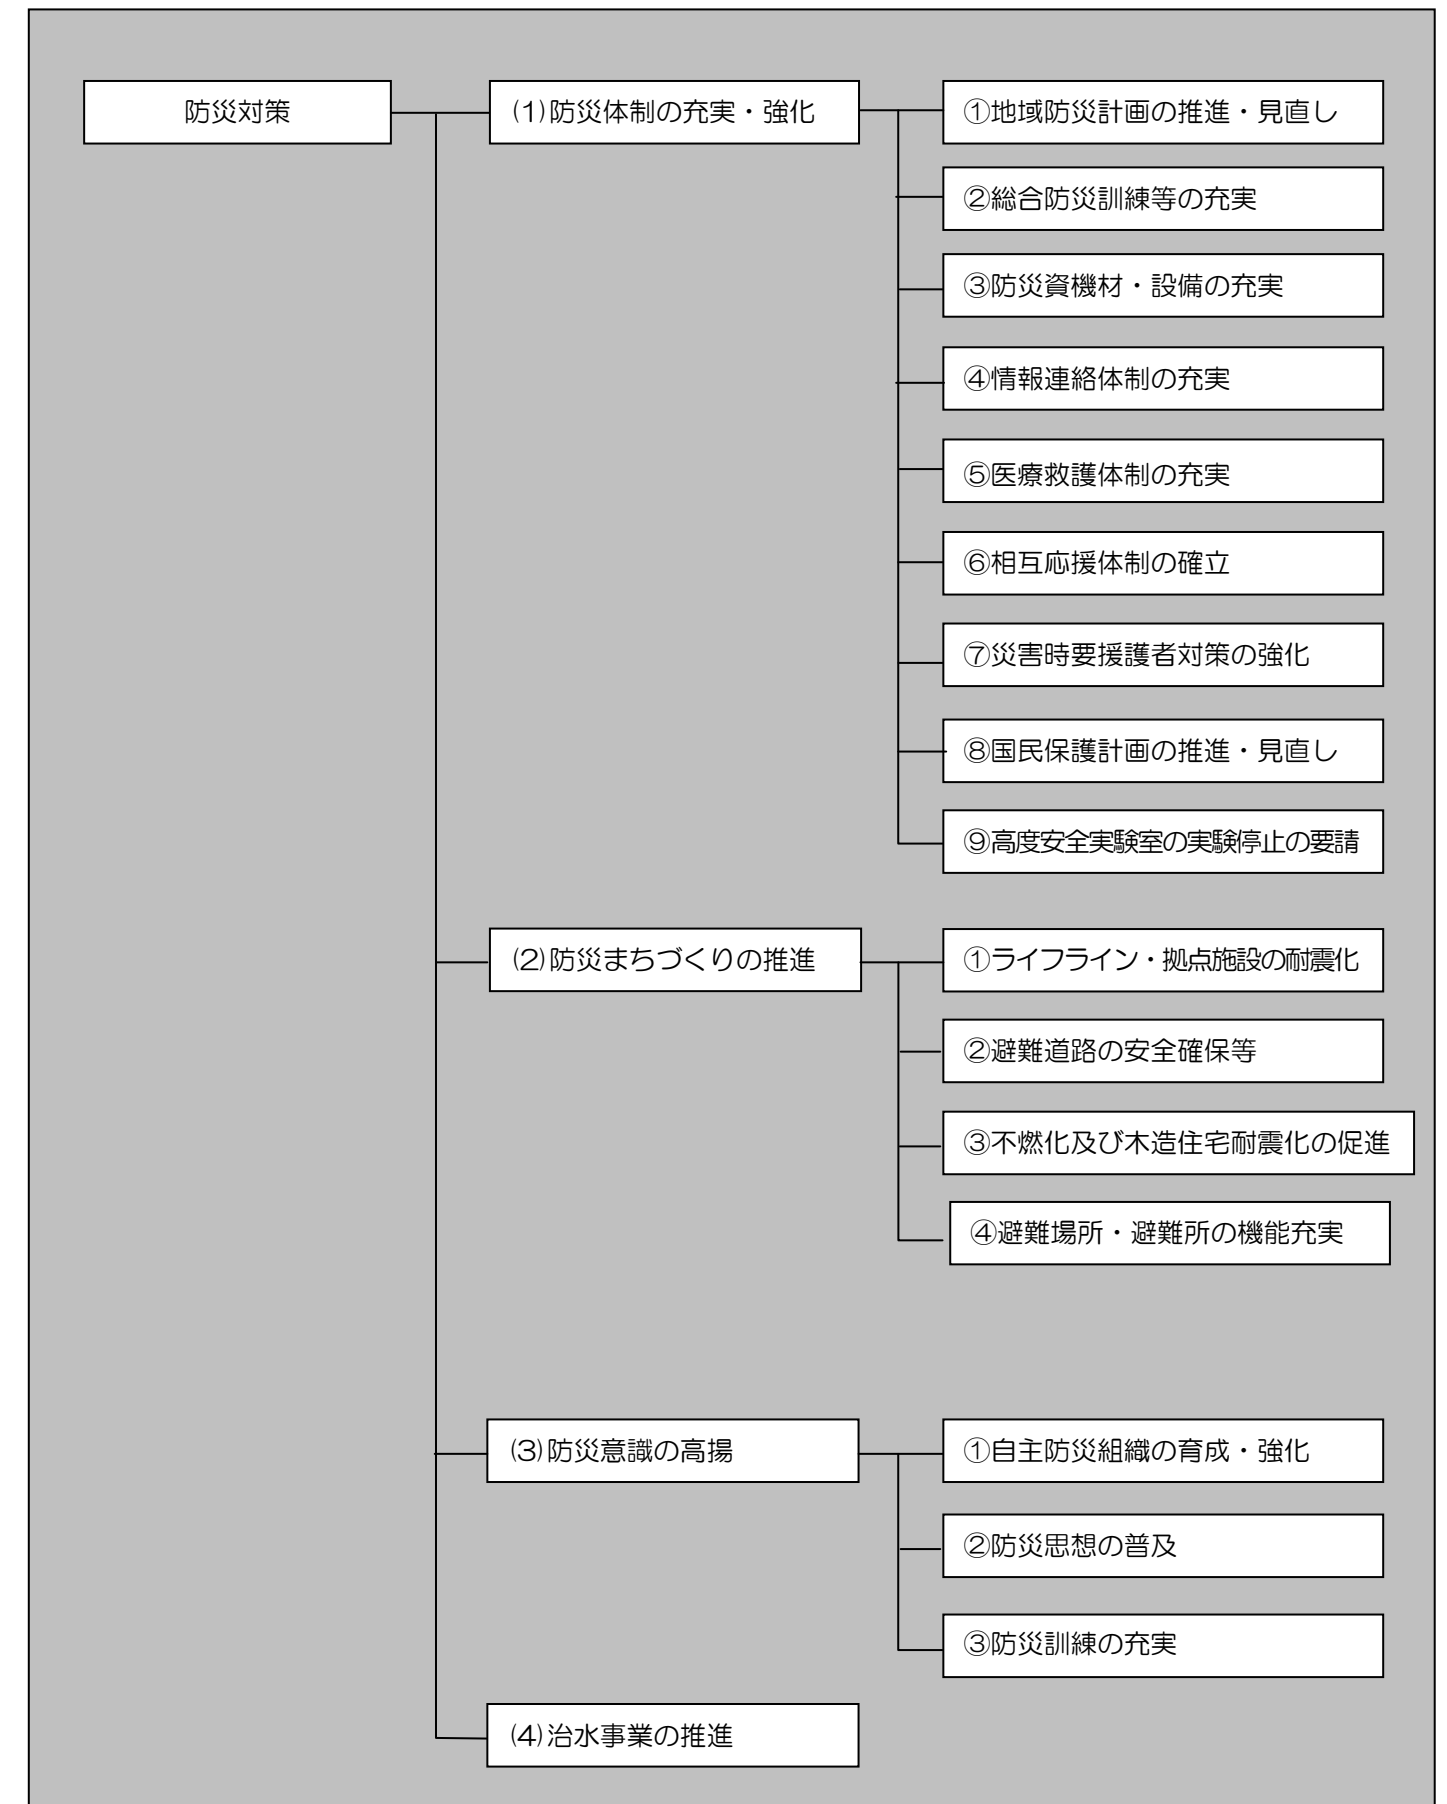 防災対策
(1)防災体制の充実・強化
①地域防災計画の推進・見直し
②総合防災訓練等の充実
③防災資機材・設備の充実
④情報連絡体制の充実
⑤医療救護体制の充実
⑥相互応援体制の確立
⑦災害時要援護者対策の強化
⑧国民保護計画の推進・見直し
⑨高度安全実験室の実験停止の要請
(2)防災まちづくりの推進
①ライフライン・拠点施設の耐震化
②避難道路の安全確保等
③不燃化及び木造住宅耐震化の促進
④避難場所・避難所の機能充実
(3)防災意識の高揚
①自主防災組織の育成・強化
②防災思想の普及
③防災訓練の充実
(4)治水事業の推進